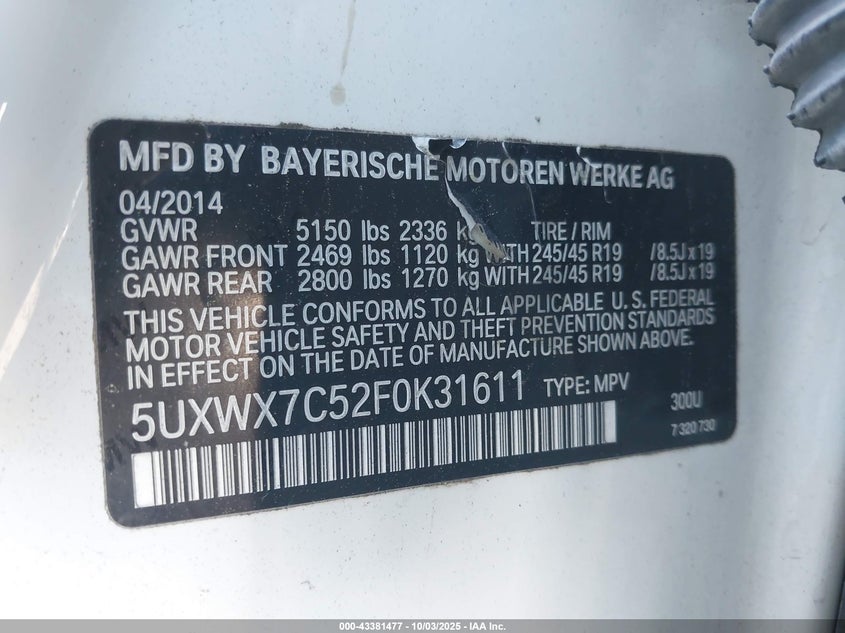 MFD BY BAYERISCHE MOTOREN WERKE AG
04/2014
GVWR 5150 lbs 2336 kg TIRE / RIM
GAWR FRONT 2469 lbs 1120 kg WITH 245/45 R19 /8.5J x 19
GAWR REAR 2800 lbs 1270 kg WITH 245/45 R19 /8.5J x 19
THIS VEHICLE CONFORMS TO ALL APPLICABLE U.S. FEDERAL
MOTOR VEHICLE SAFETY AND THEFT PREVENTION STANDARDS
IN EFFECT ON THE DATE OF MANUFACTURE SHOWN ABOVE.
5UXWX7C52F0K31611 TYPE: MPV 300U
7 320 730
000-43381477 - 10/03/2025 - IAA Inc.